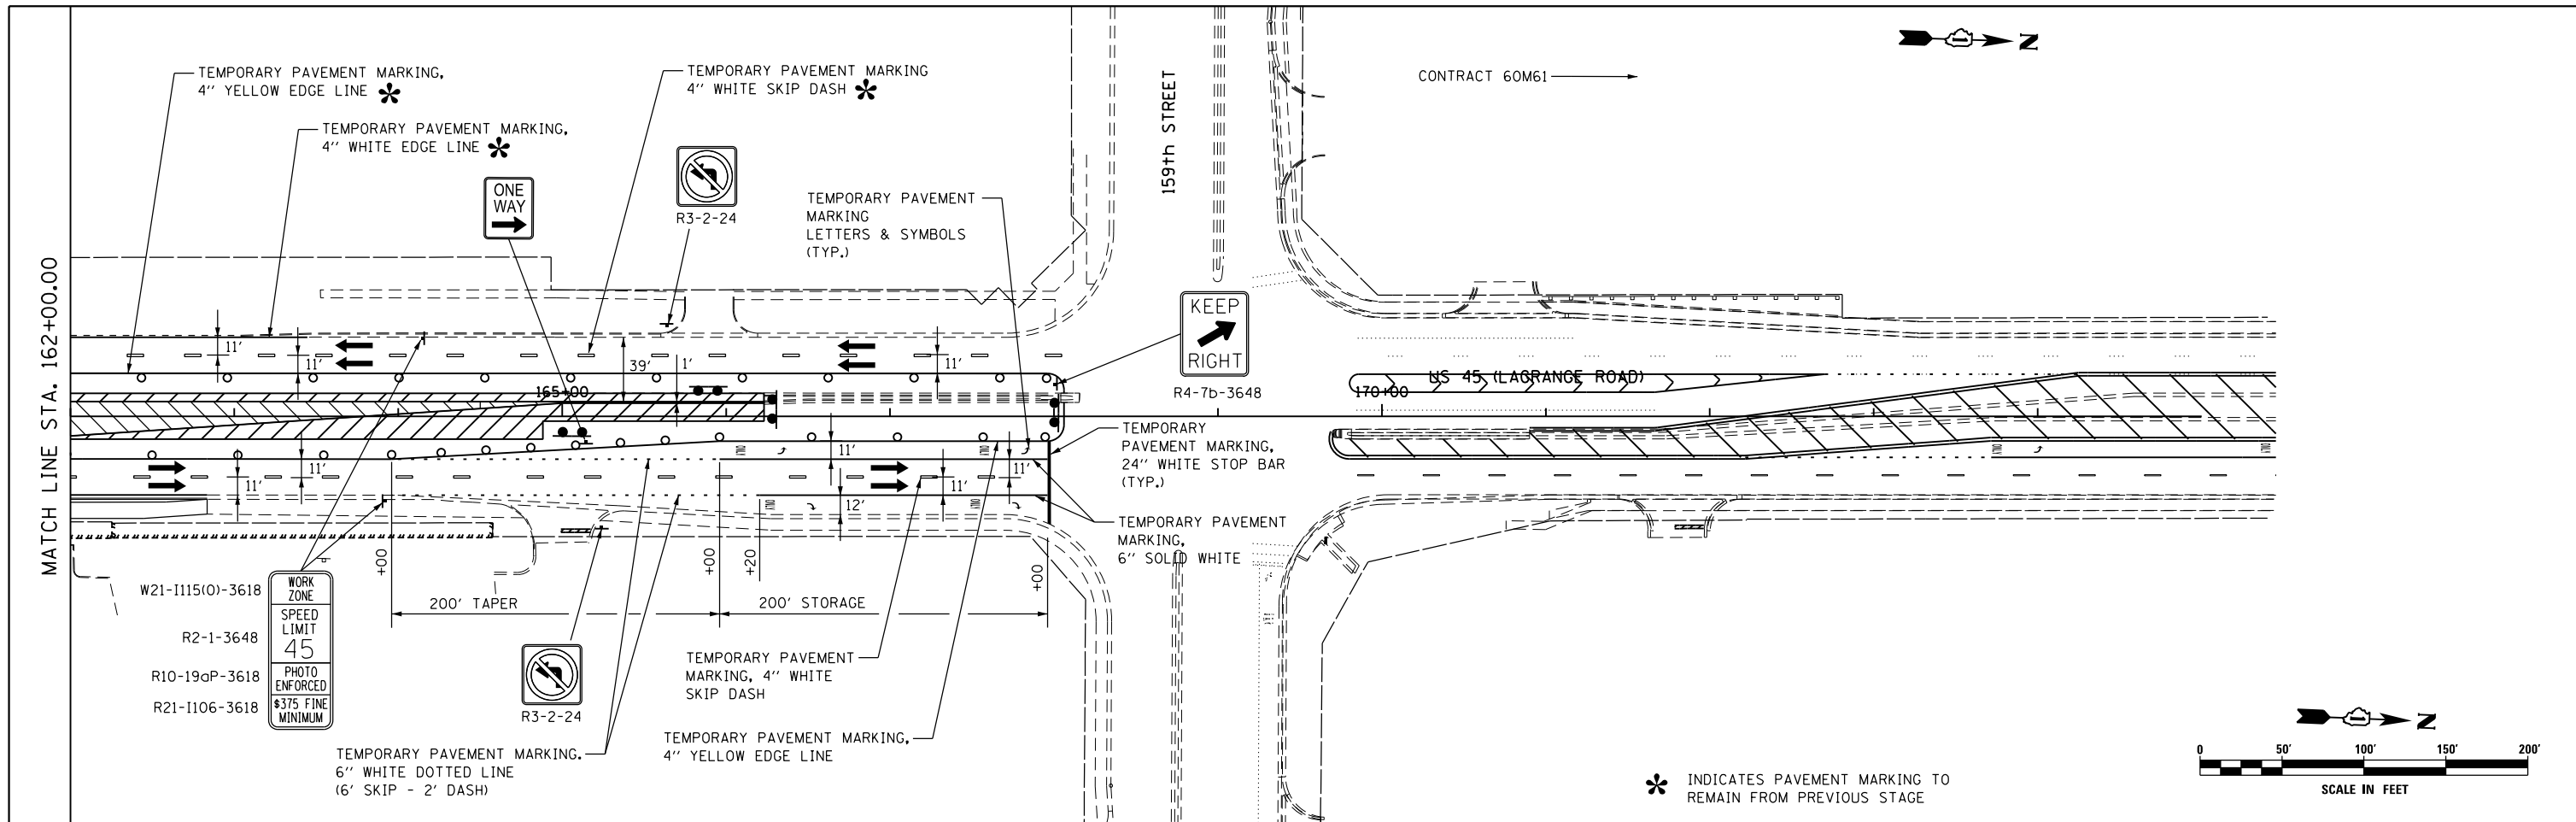 MATCH LINE STA. 162+00.00
TEMPORARY PAVEMENT MARKING,
4'' YELLOW EDGE LINE *
TEMPORARY PAVEMENT MARKING,
4'' WHITE EDGE LINE *
ONE
WAY
TEMPORARY PAVEMENT MARKING
4'' WHITE SKIP DASH *
R3-2-24
TEMPORARY PAVEMENT
MARKING
LETTERS & SYMBOLS
(TYP.)
159th STREET
CONTRACT 60M61
N
KEEP
RIGHT
R4-7b-3648
11'
11'
39'
1'
11'
165+00
170+00
US 45 (LAGRANGE ROAD)
11'
11'
11'
11'
11'
12'
ONLY
ONLY
ONLY
ONLY
ONLY
ONLY
TEMPORARY
PAVEMENT MARKING,
24'' WHITE STOP BAR
(TYP.)
TEMPORARY PAVEMENT
MARKING,
6'' SOLID WHITE
+00
+00
+20
+00
200' TAPER
200' STORAGE
W21-I115(O)-3618
R2-1-3648
R10-19aP-3618
R21-I106-3618
WORK
ZONE
SPEED
LIMIT
45
PHOTO
ENFORCED
$375 FINE
MINIMUM
R3-2-24
TEMPORARY PAVEMENT
MARKING, 4'' WHITE
SKIP DASH
TEMPORARY PAVEMENT MARKING,
4'' YELLOW EDGE LINE
TEMPORARY PAVEMENT MARKING.
6'' WHITE DOTTED LINE
(6' SKIP - 2' DASH)
* INDICATES PAVEMENT MARKING TO
REMAIN FROM PREVIOUS STAGE
N
0 50' 100' 150' 200'
SCALE IN FEET